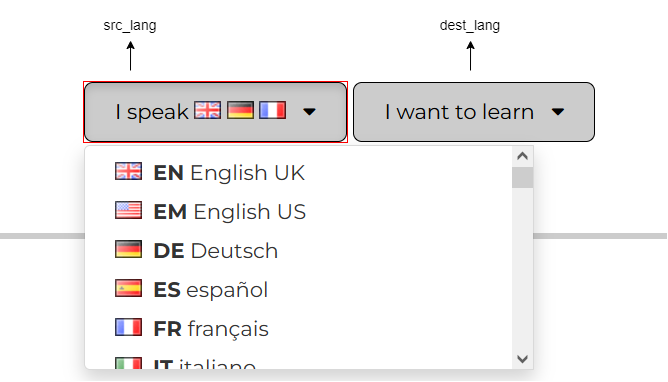 src_lang
dest_lang
I speak
I want to learn
EN English UK
EM English US
DE Deutsch
ES español
FR français
IT italiano